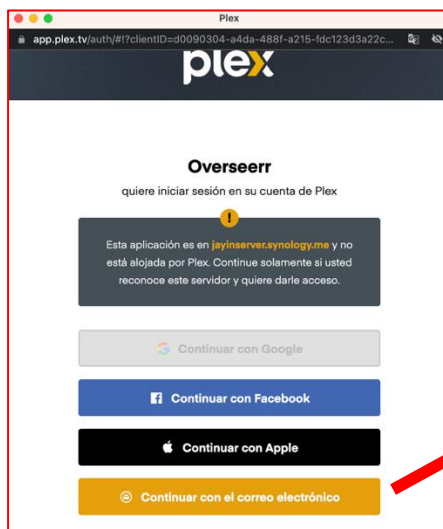 Plex
app.plex.tv/auth/#!?clientID=d0090304-a4da-488f-a215-fdc123d3a22c...
plex
Overseerr
quiere iniciar sesión en su cuenta de Plex
!
Esta aplicación es en jayinserver.synology.me y no
está alojada por Plex. Continue solamente si usted
reconoce este servidor y quiere darle acceso.
Continuar con Google
Continuar con Facebook
Continuar con Apple
Continuar con el correo electrónico